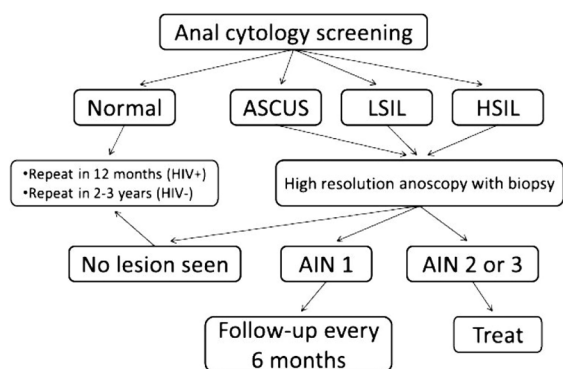 Anal cytology screening
Normal
ASCUS
LSIL
HSIL
•Repeat in 12 months (HIV+)
•Repeat in 2-3 years (HIV-)
High resolution anoscopy with biopsy
No lesion seen
AIN 1
AIN 2 or 3
Follow-up every
6 months
Treat